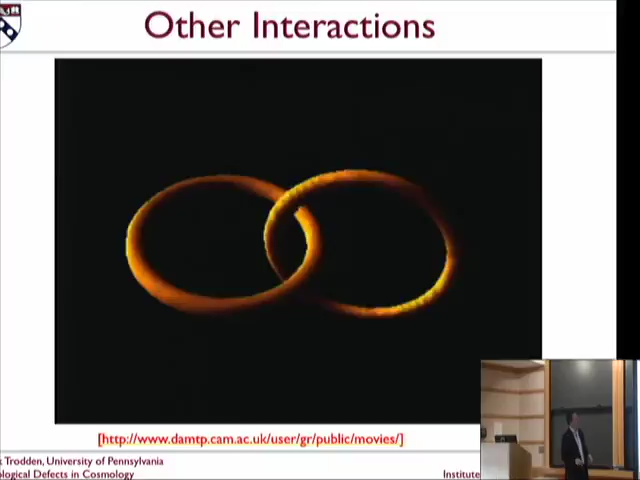 Other Interactions
[http://www.damtp.cam.ac.uk/user/gr/public/movies/]
Trodden, University of Pennsylvania
ological Defects in Cosmology
Institute